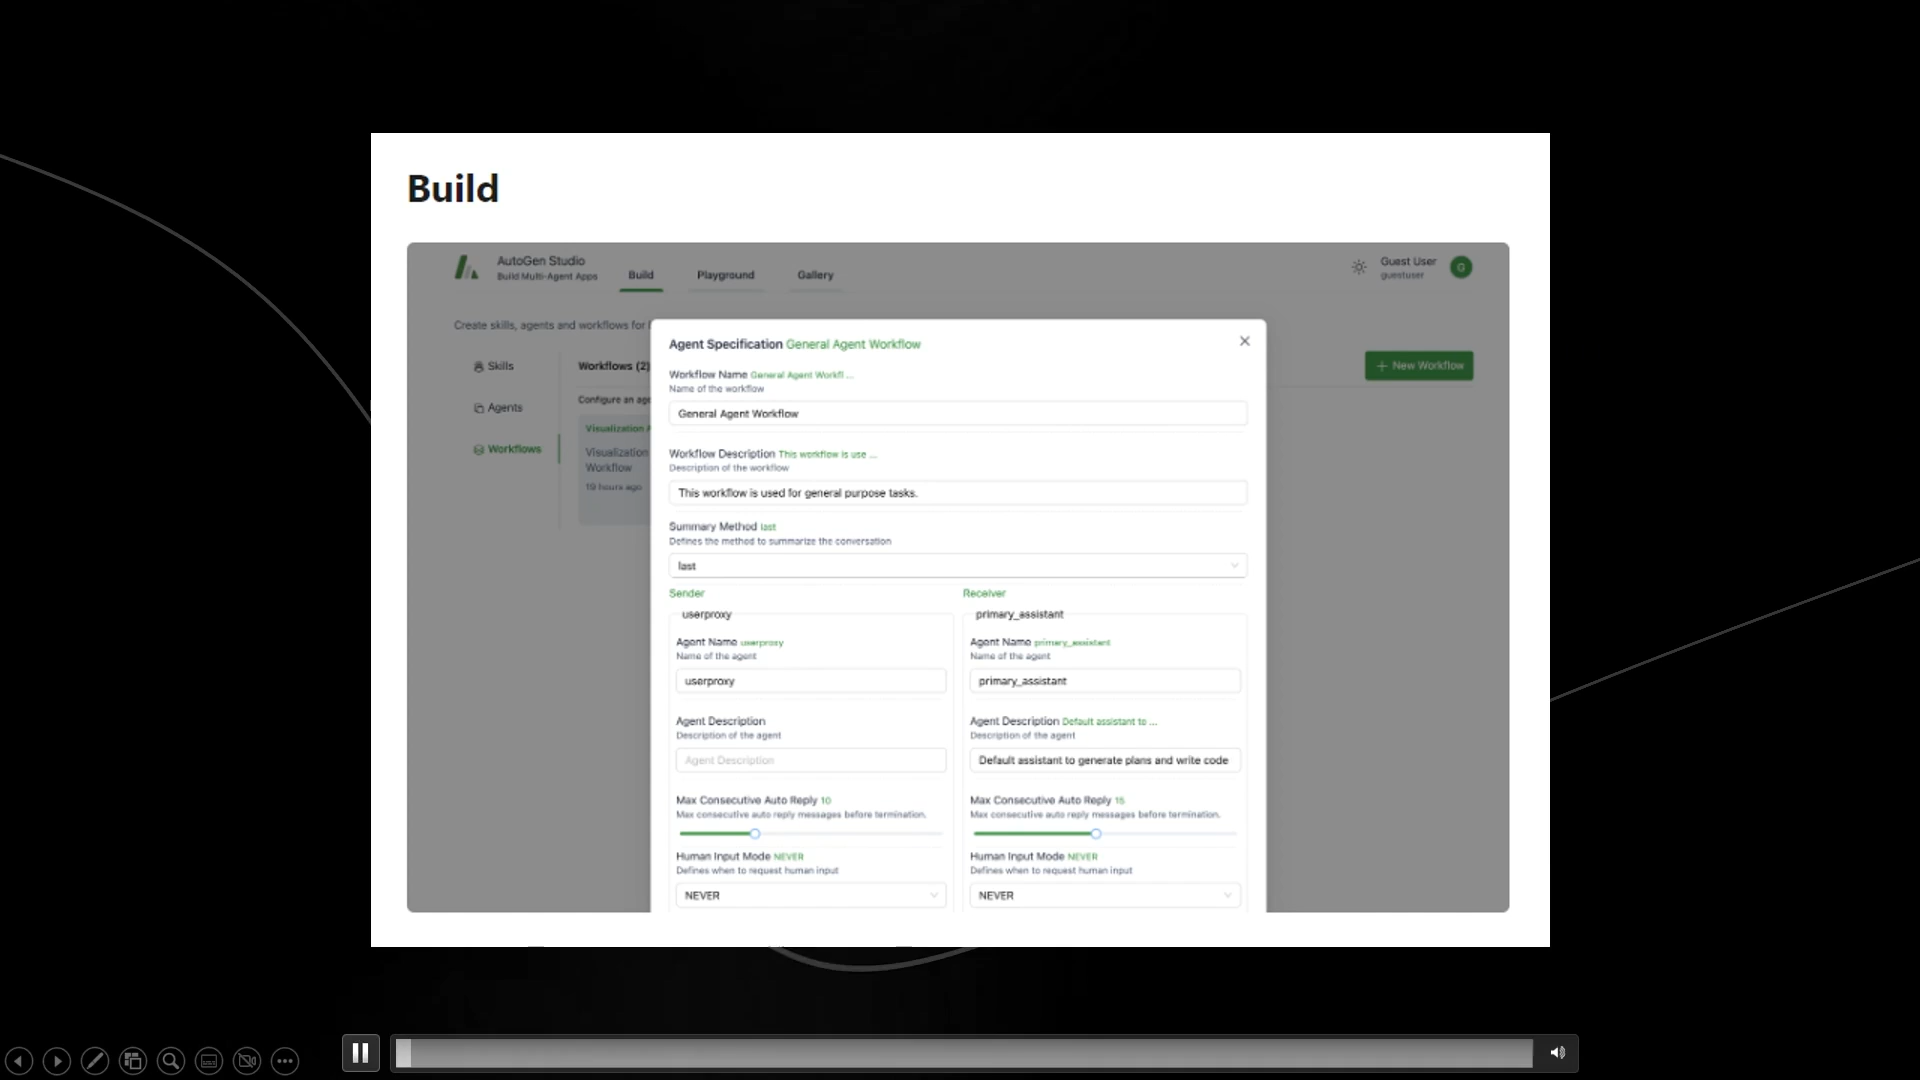 Build
AutoGen Studio
Build Multi-Agent Apps
Build
Playground
Gallery
Guest User
guestuser
G
Create skills, agents and workflows for
Skills
Agents
Workflows
Workflows (2)
Configure an age
Visualization
Visualization
Workflow
19 hours ago
+ New Workflow
Agent Specification General Agent Workflow
Workflow Name General Agent Workfl ...
Name of the workflow
General Agent Workflow
Workflow Description This workflow is use ...
Description of the workflow
This workflow is used for general purpose tasks.
Summary Method last
Defines the method to summarize the conversation
last
Sender
userproxy
Agent Name userproxy
Name of the agent
userproxy
Agent Description
Description of the agent
Agent Description
Max Consecutive Auto Reply 10
Max consecutive auto reply messages before termination.
Human Input Mode NEVER
Defines when to request human input
NEVER
Receiver
primary_assistant
Agent Name primary_assistant
Name of the agent
primary_assistant
Agent Description Default assistant to ...
Description of the agent
Default assistant to generate plans and write code
Max Consecutive Auto Reply 15
Max consecutive auto reply messages before termination.
Human Input Mode NEVER
Defines when to request human input
NEVER